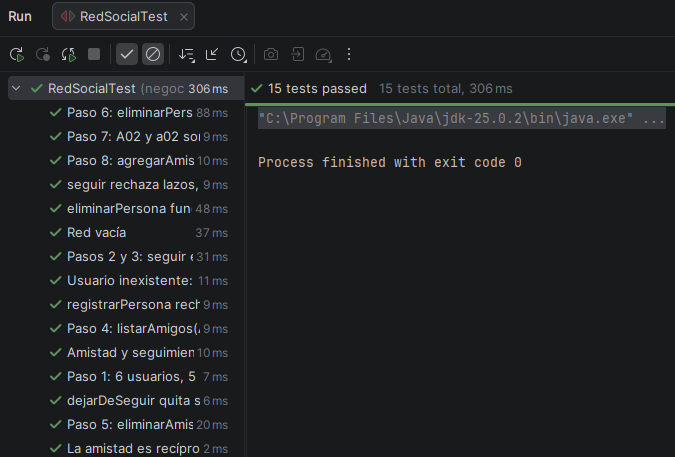 Run RedSocialTest
RedSocialTest (negoc 306 ms
15 tests passed 15 tests total, 306 ms
Paso 6: eliminarPers 88 ms
Paso 7: A02 y a02 sor 9 ms
Paso 8: agregarAmis 10 ms
seguir rechaza lazos, 9 ms
eliminarPersona fun 48 ms
Red vacía 37 ms
Pasos 2 y 3: seguir e 31 ms
Usuario inexistente: 11 ms
registrarPersona rech 9 ms
Paso 4: listarAmigos(A 9 ms
Amistad y seguimien 10 ms
Paso 1: 6 usuarios, 5 7 ms
dejarDeSeguir quita s 6 ms
Paso 5: eliminarAmis 20 ms
La amistad es recípro 2 ms
"C:\Program Files\Java\jdk-25.0.2\bin\java.exe" ...
Process finished with exit code 0